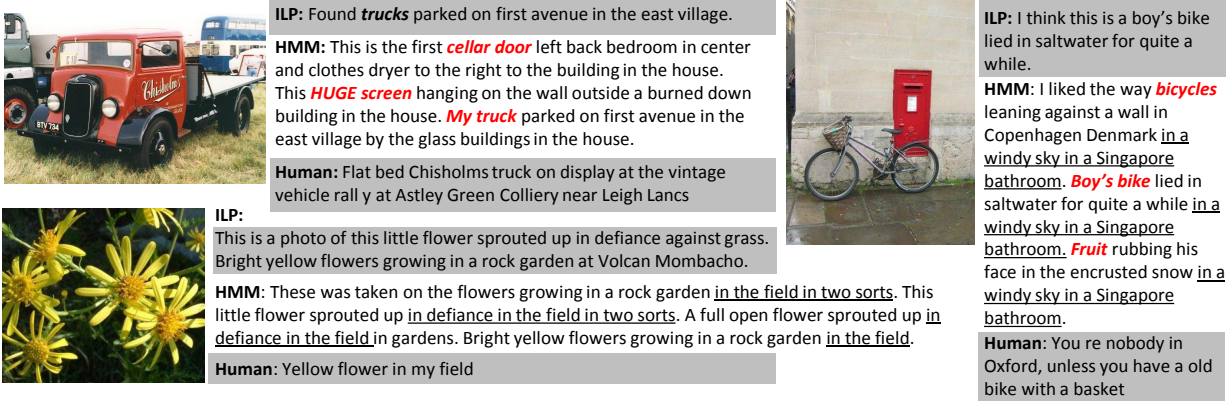 Chisholms
BTV 734
ILP: Found trucks parked on first avenue in the east village.
HMM: This is the first cellar door left back bedroom in center
and clothes dryer to the right to the building in the house.
This HUGE screen hanging on the wall outside a burned down
building in the house. My truck parked on first avenue in the
east village by the glass buildings in the house.
Human: Flat bed Chisholms truck on display at the vintage
vehicle rall y at Astley Green Colliery near Leigh Lancs
ILP:
This is a photo of this little flower sprouted up in defiance against grass.
Bright yellow flowers growing in a rock garden at Volcan Mombacho.
HMM: These was taken on the flowers growing in a rock garden in the field in two sorts. This
little flower sprouted up in defiance in the field in two sorts. A full open flower sprouted up in
defiance in the field in gardens. Bright yellow flowers growing in a rock garden in the field.
Human: Yellow flower in my field
ILP: I think this is a boy's bike
lied in saltwater for quite a
while.
HMM: I liked the way bicycles
leaning against a wall in
Copenhagen Denmark in a
windy sky in a Singapore
bathroom. Boy's bike lied in
saltwater for quite a while in a
windy sky in a Singapore
bathroom. Fruit rubbing his
face in the encrusted snow in a
windy sky in a Singapore
bathroom.
Human: You re nobody in
Oxford, unless you have a old
bike with a basket